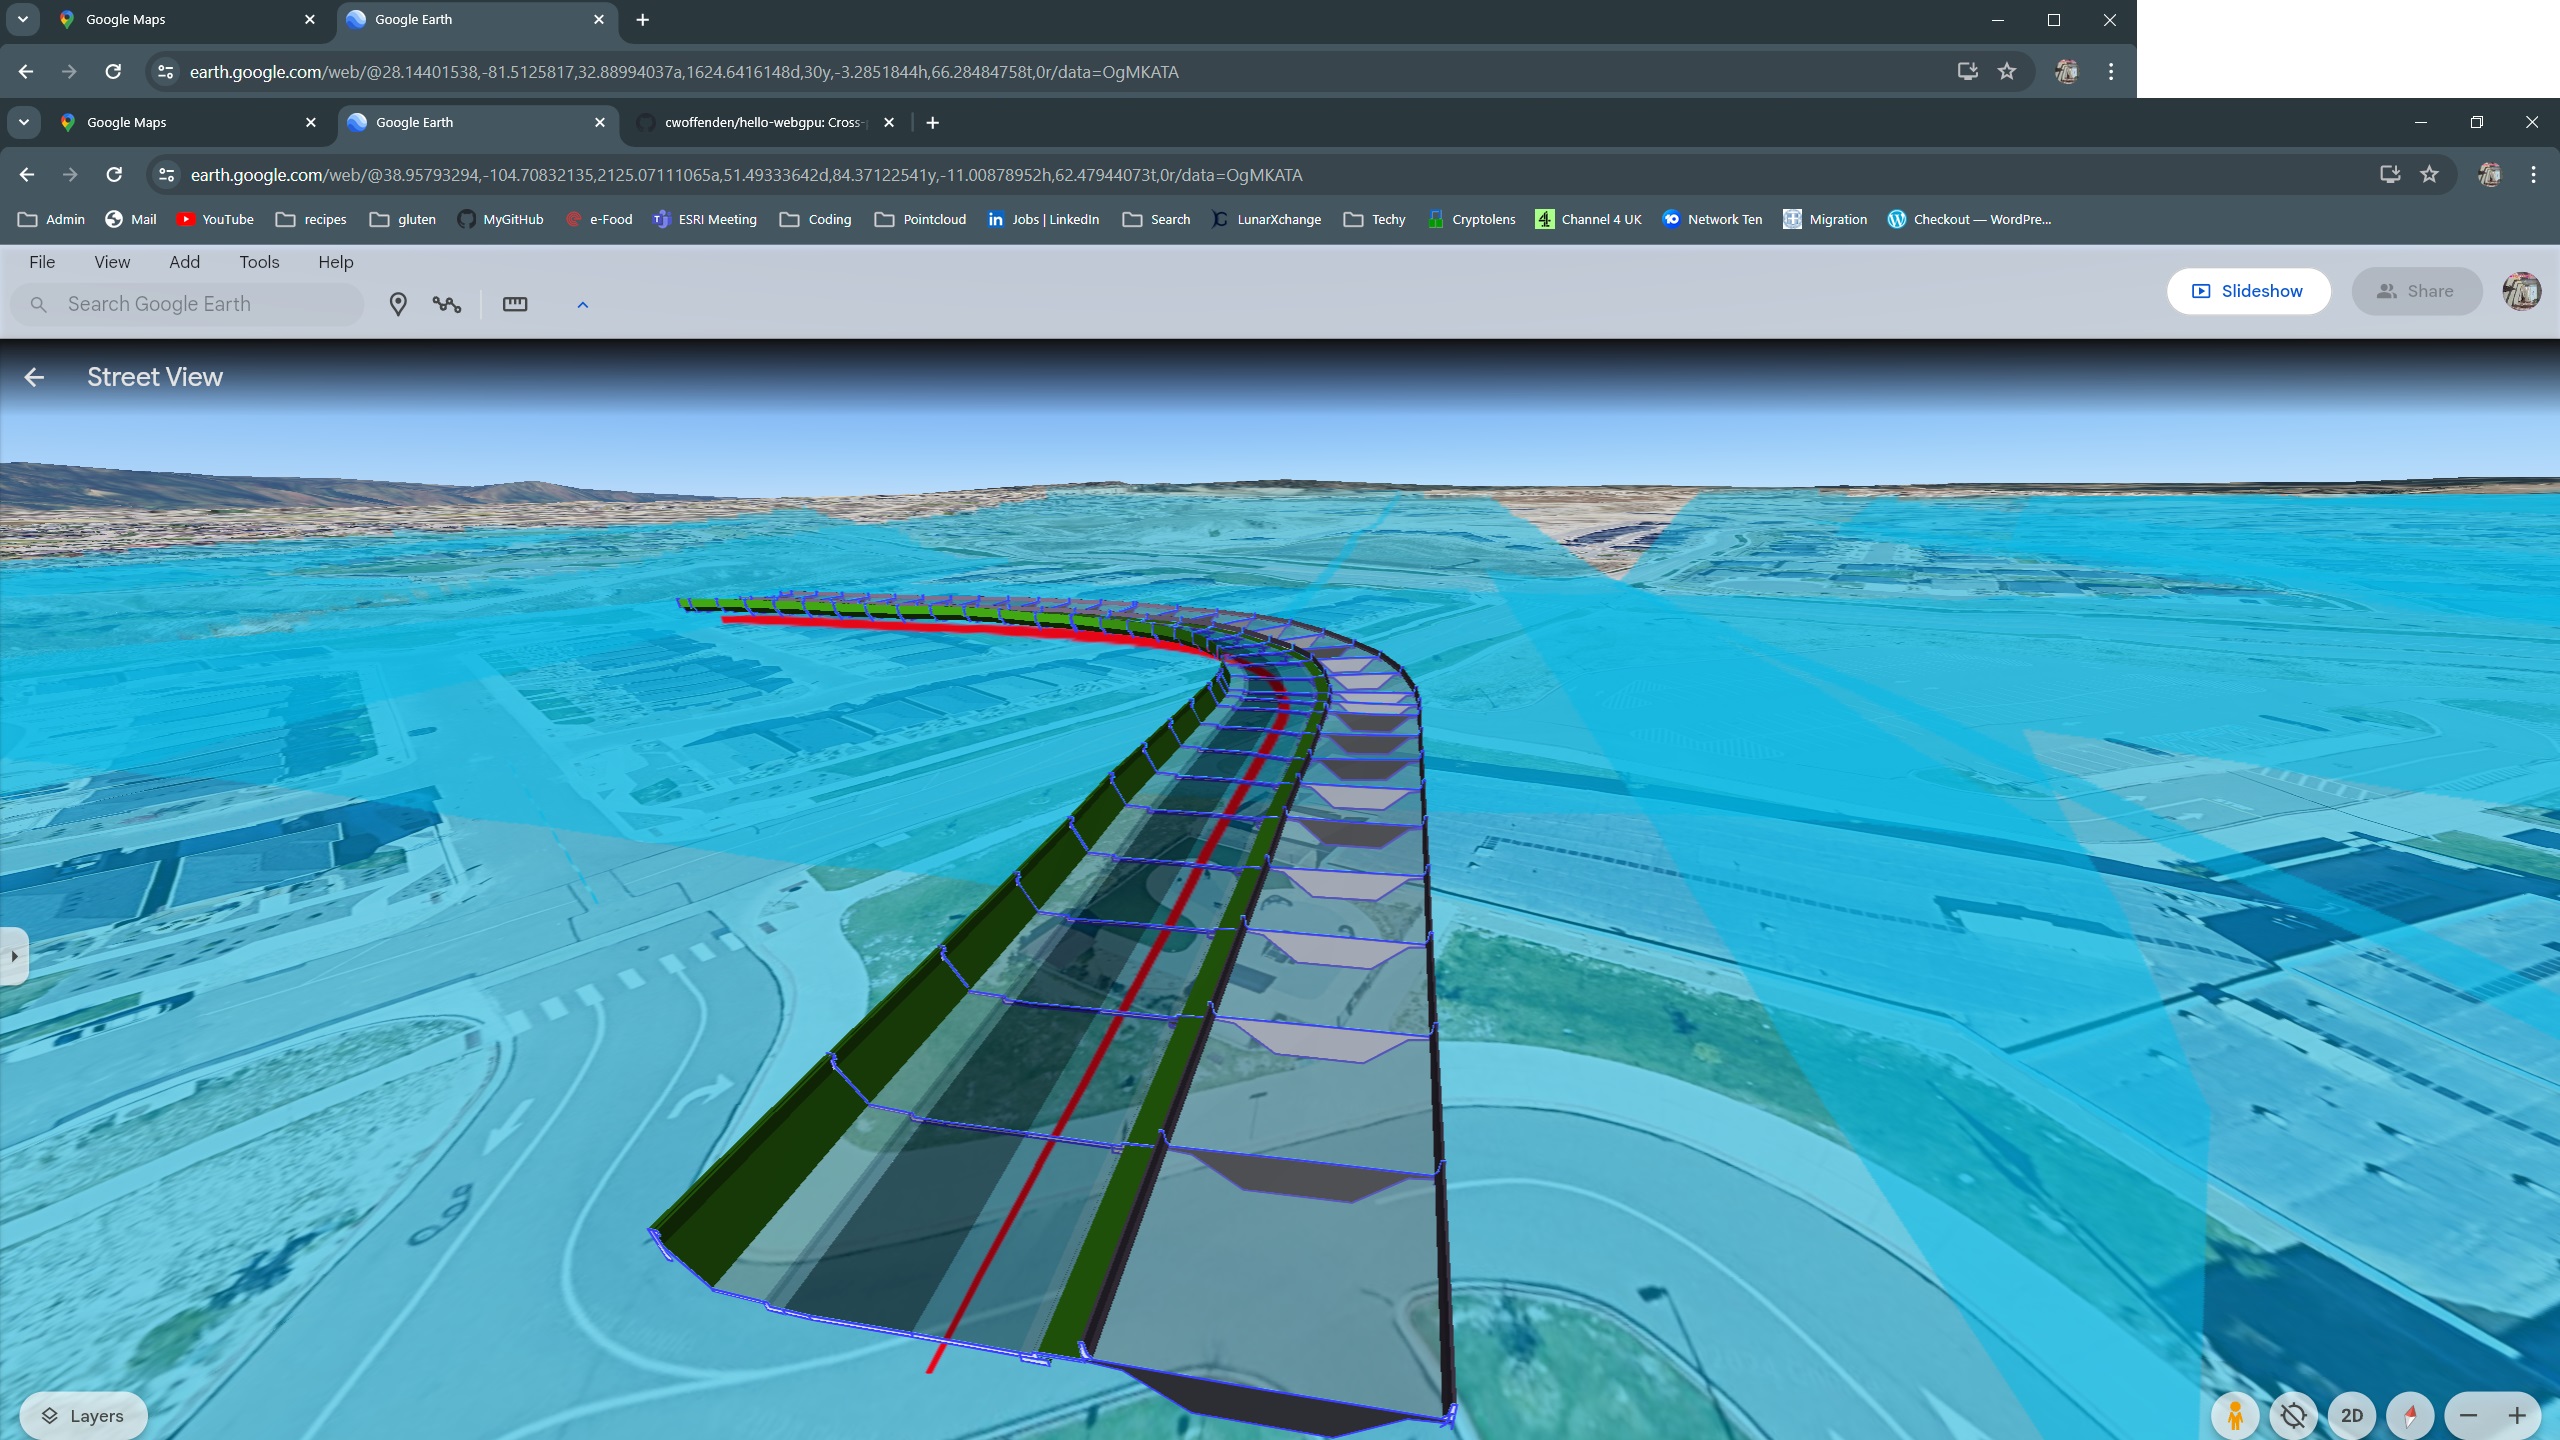 Google Maps
Google Earth
earth.google.com/web/@28.14401538,-81.5125817,32.88994037a,1624.6416148d,30y,-3.2851844h,66.28484758t,0r/data=OgMKATA
Google Maps
Google Earth
cwoffenden/hello-webgpu: Cross-
earth.google.com/web/@38.95793294,-104.70832135,2125.07111065a,51.49333642d,84.37122541y,-11.00878952h,62.47944073t,0r/data=OgMKATA
Admin Mail YouTube recipes gluten MyGitHub e-Food ESRI Meeting Coding Pointcloud Jobs | LinkedIn Search LunarXchange Techy Cryptolens Channel 4 UK Network Ten Migration Checkout — WordPre...
File View Add Tools Help
Search Google Earth
Slideshow
Share
Street View
Layers
2D